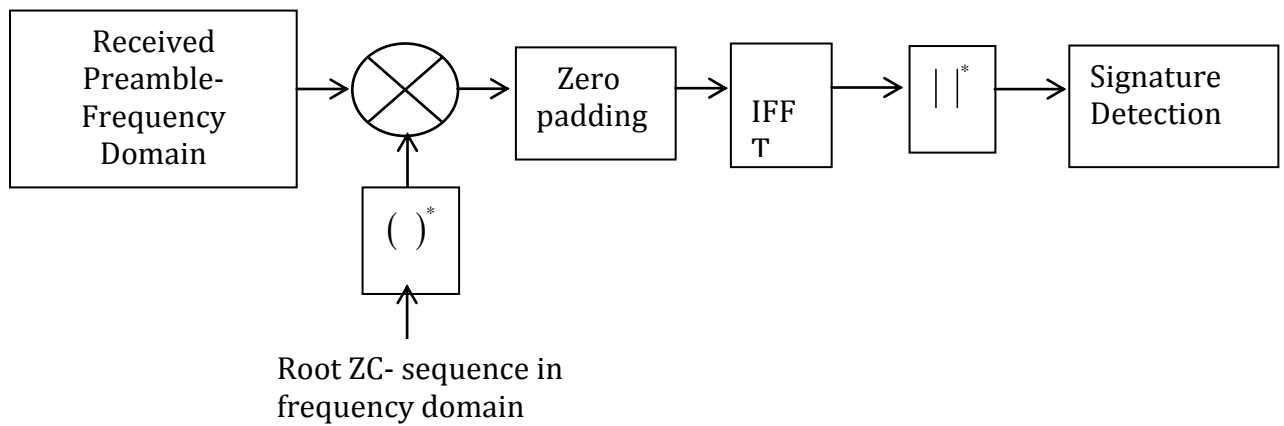 Received
Preamble-
Frequency
Domain
Zero
padding
IFF
T
| |*
Signature
Detection
( )*
Root ZC- sequence in
frequency domain